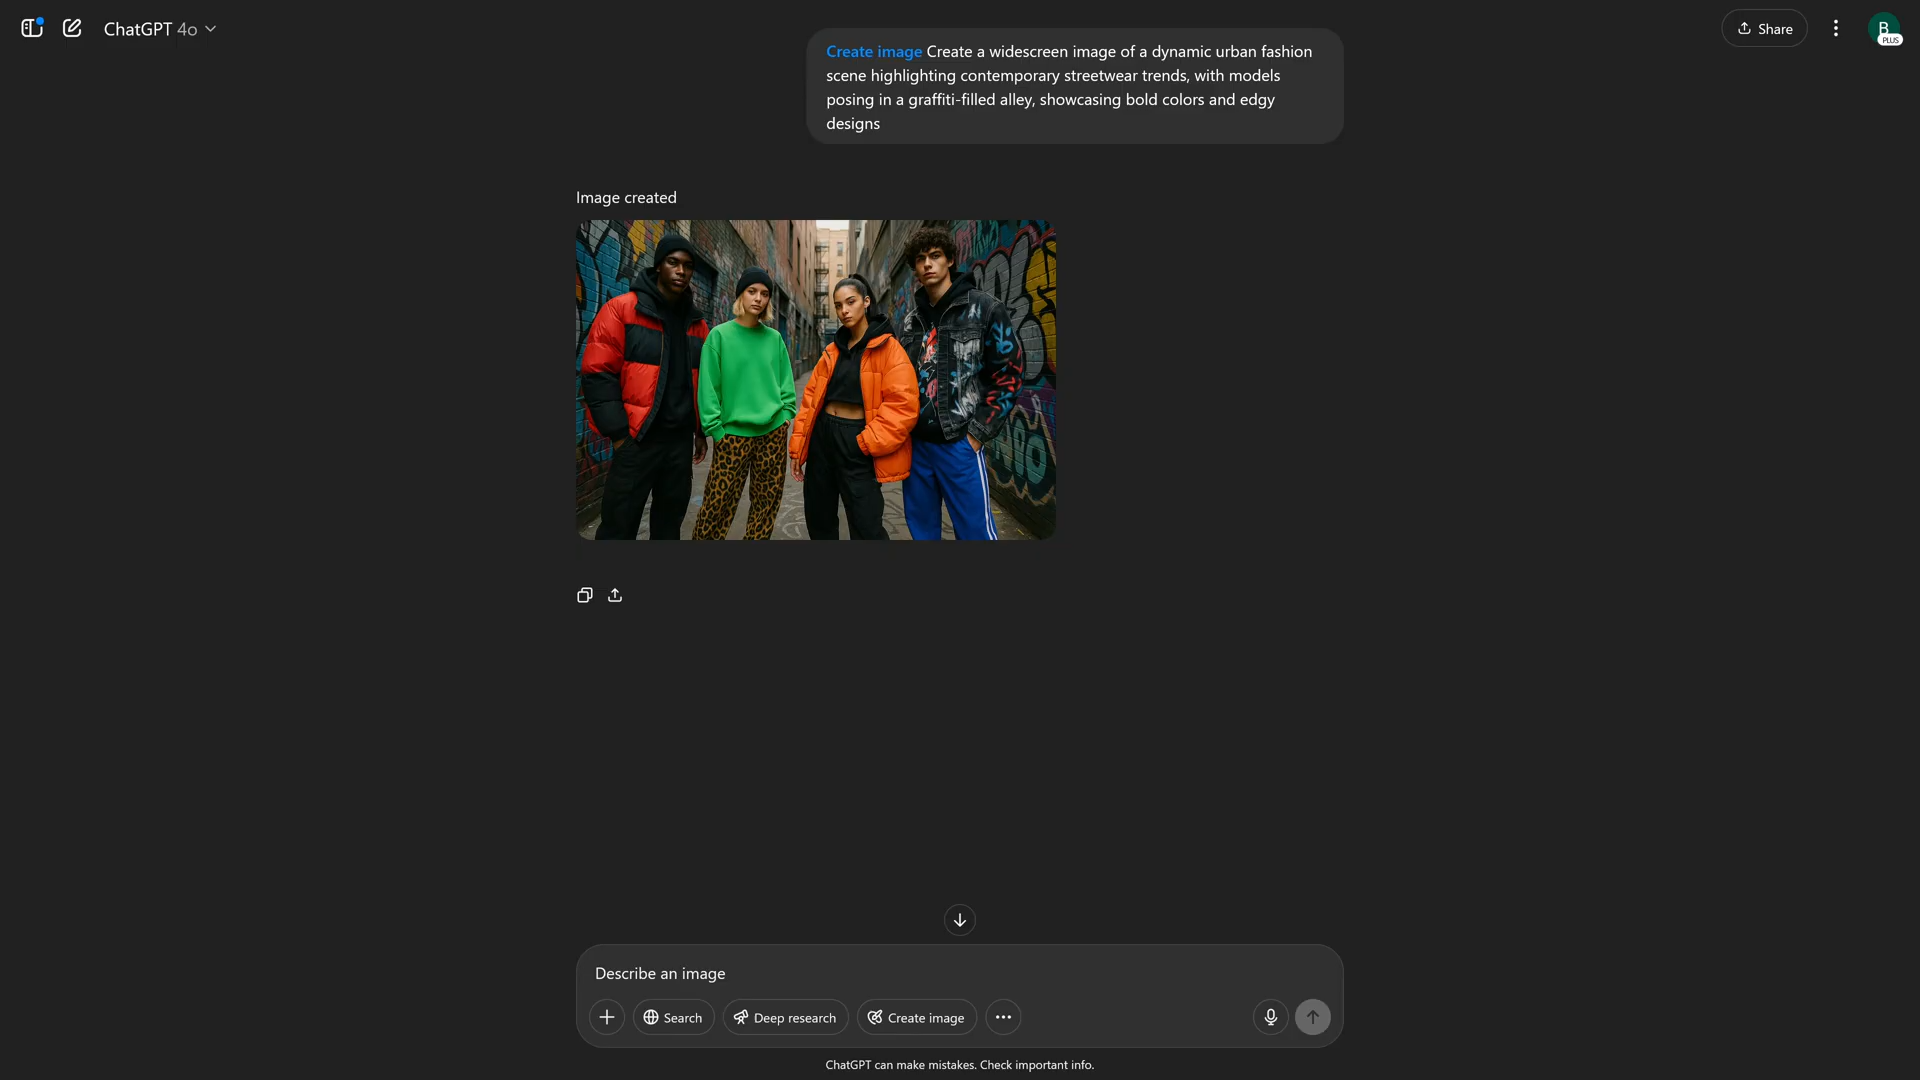 ChatGPT 4o
Share
B
PLUS
Create image Create a widescreen image of a dynamic urban fashion
scene highlighting contemporary streetwear trends, with models
posing in a graffiti-filled alley, showcasing bold colors and edgy
designs
Image created
Describe an image
Search
Deep research
Create image
ChatGPT can make mistakes. Check important info.